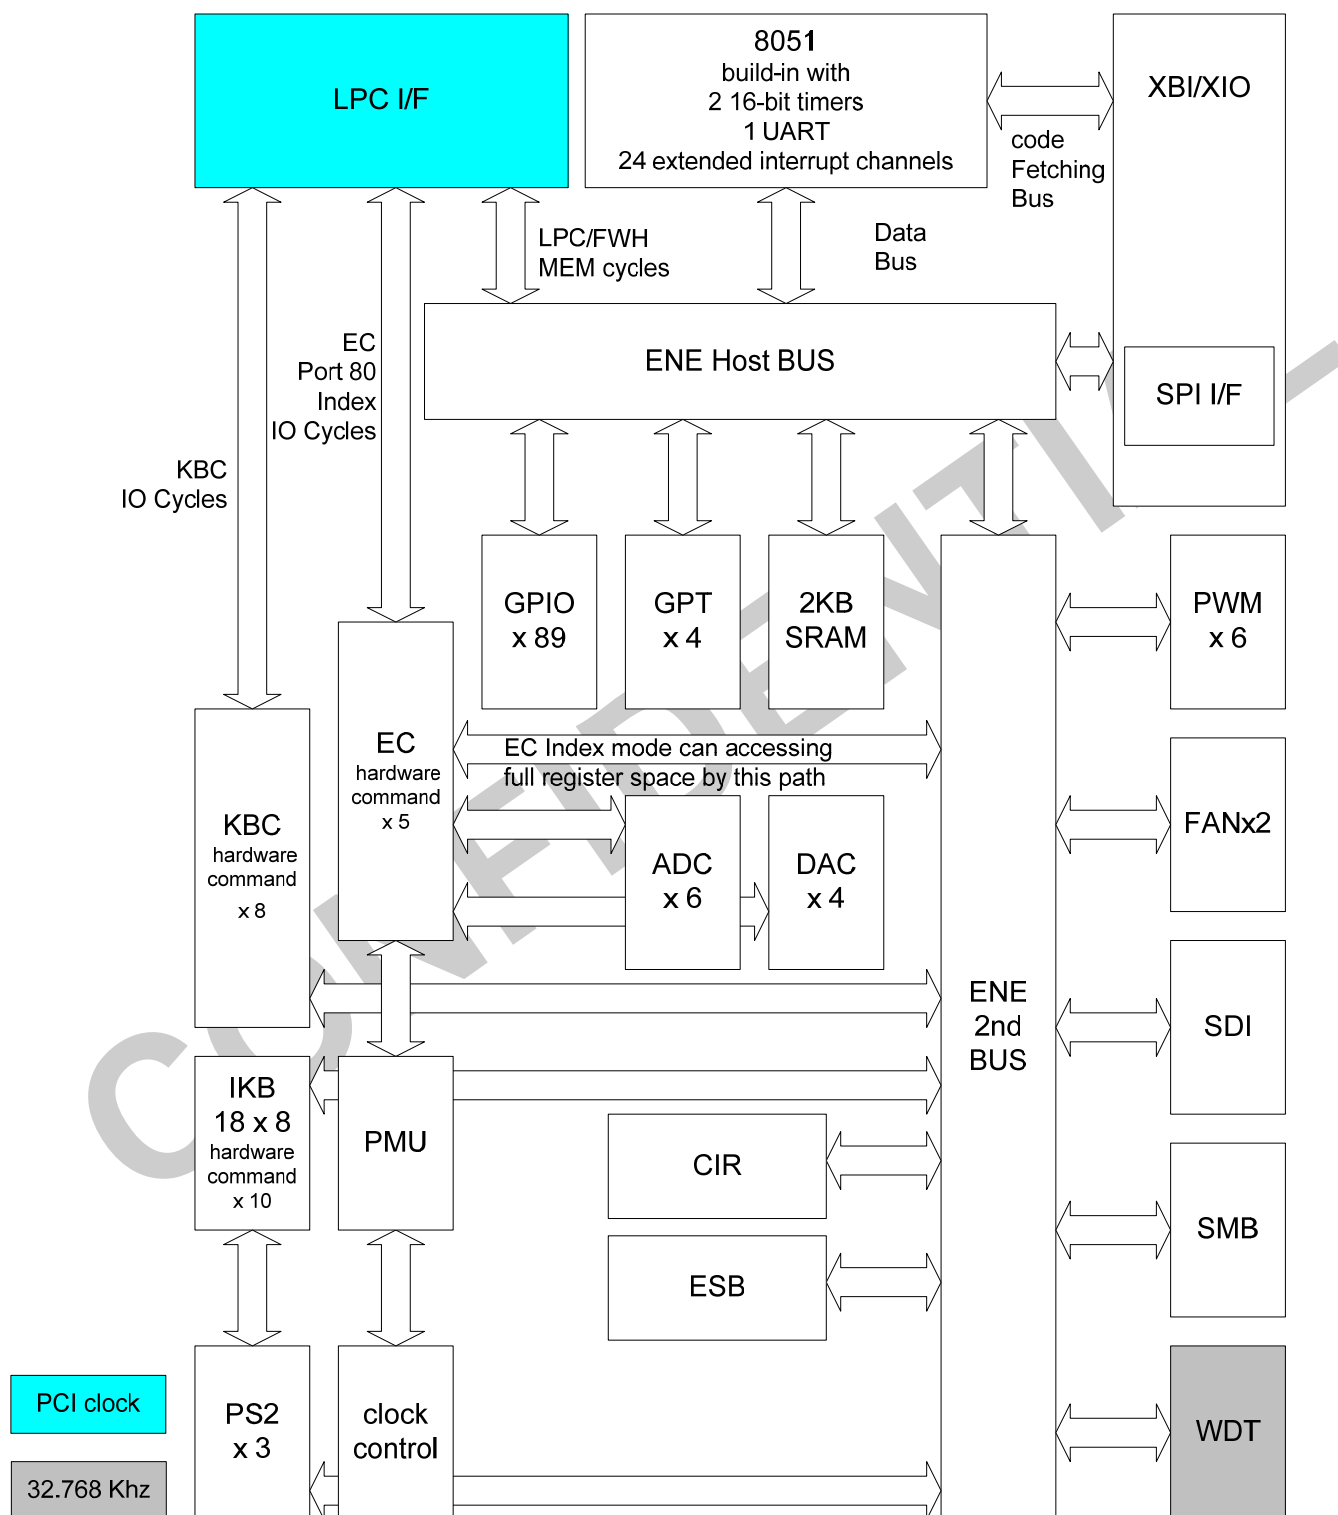 LPC I/F
8051
build-in with
2 16-bit timers
1 UART
24 extended interrupt channels
XBI/XIO
code
Fetching
Bus
LPC/FWH
MEM cycles
Data
Bus
EC
Port 80
Index
IO Cycles
ENE Host BUS
SPI I/F
KBC
IO Cycles
GPIO
x 89
GPT
x 4
2KB
SRAM
PWM
x 6
EC
hardware
command
x 5
EC Index mode can accessing
full register space by this path
KBC
hardware
command
x 8
ADC
x 6
DAC
x 4
FANx2
ENE
2nd
BUS
SDI
IKB
18 x 8
hardware
command
x 10
PMU
CIR
SMB
ESB
PCI clock
PS2
x 3
clock
control
WDT
32.768 Khz
CONFIDENTI